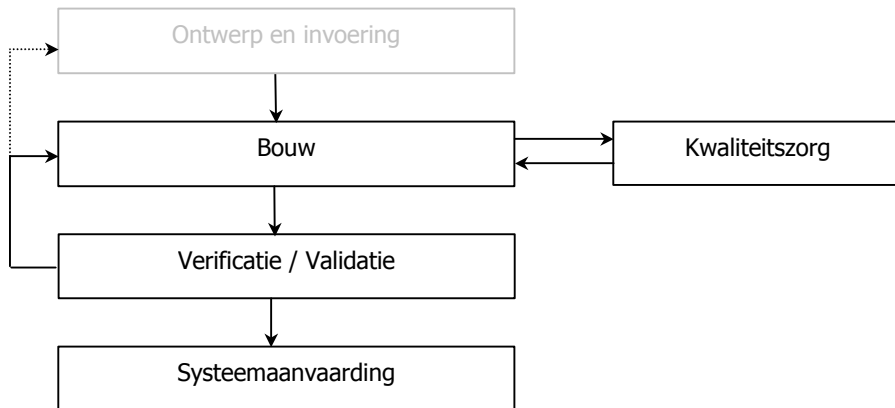 Ontwerp en invoering
Bouw
Kwaliteitszorg
Verificatie / Validatie
Systeemaanvaarding